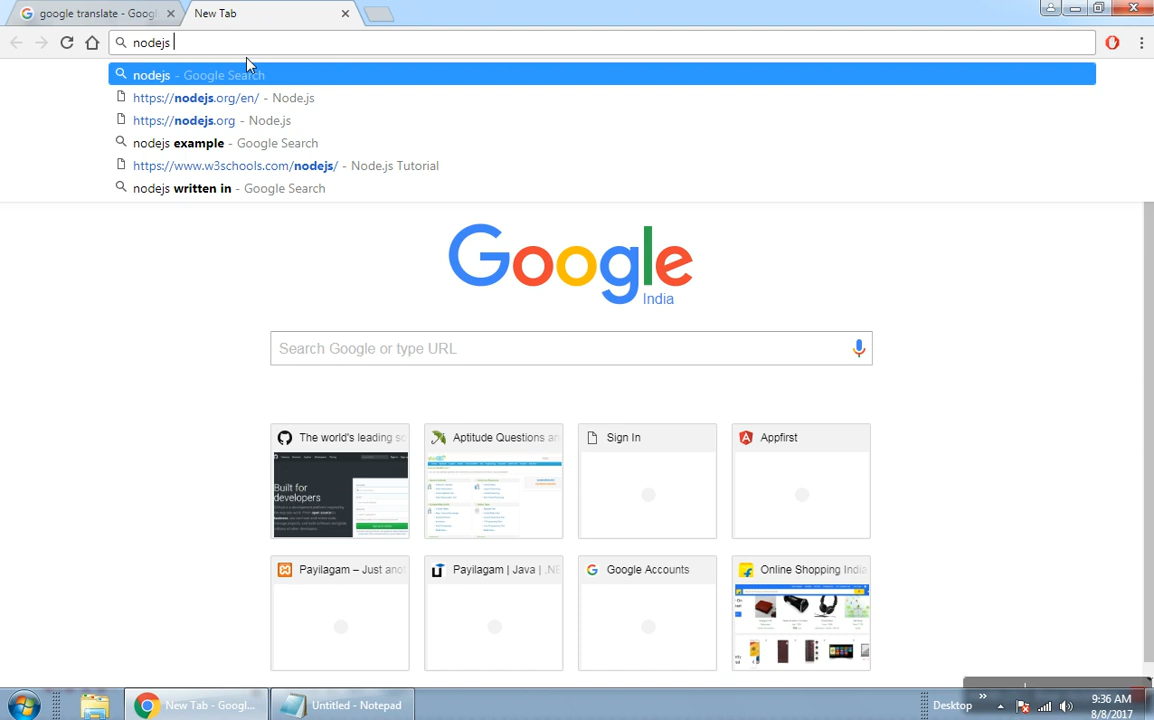 google translate - Googl
New Tab
nodejs
nodejs - Google Search
https://nodejs.org/en/ - Node.js
https://nodejs.org - Node.js
nodejs example - Google Search
https://www.w3schools.com/nodejs/ - Node.js Tutorial
nodejs written in - Google Search
Google
India
Search Google or type URL
The world's leading so
Aptitude Questions an
Sign In
Appfirst
Built for
developers
Payilagam – Just anot
Payilagam | Java | .NE
Google Accounts
Online Shopping India
New Tab - Googl...
Untitled - Notepad
Desktop
9:36 AM
8/8/2017